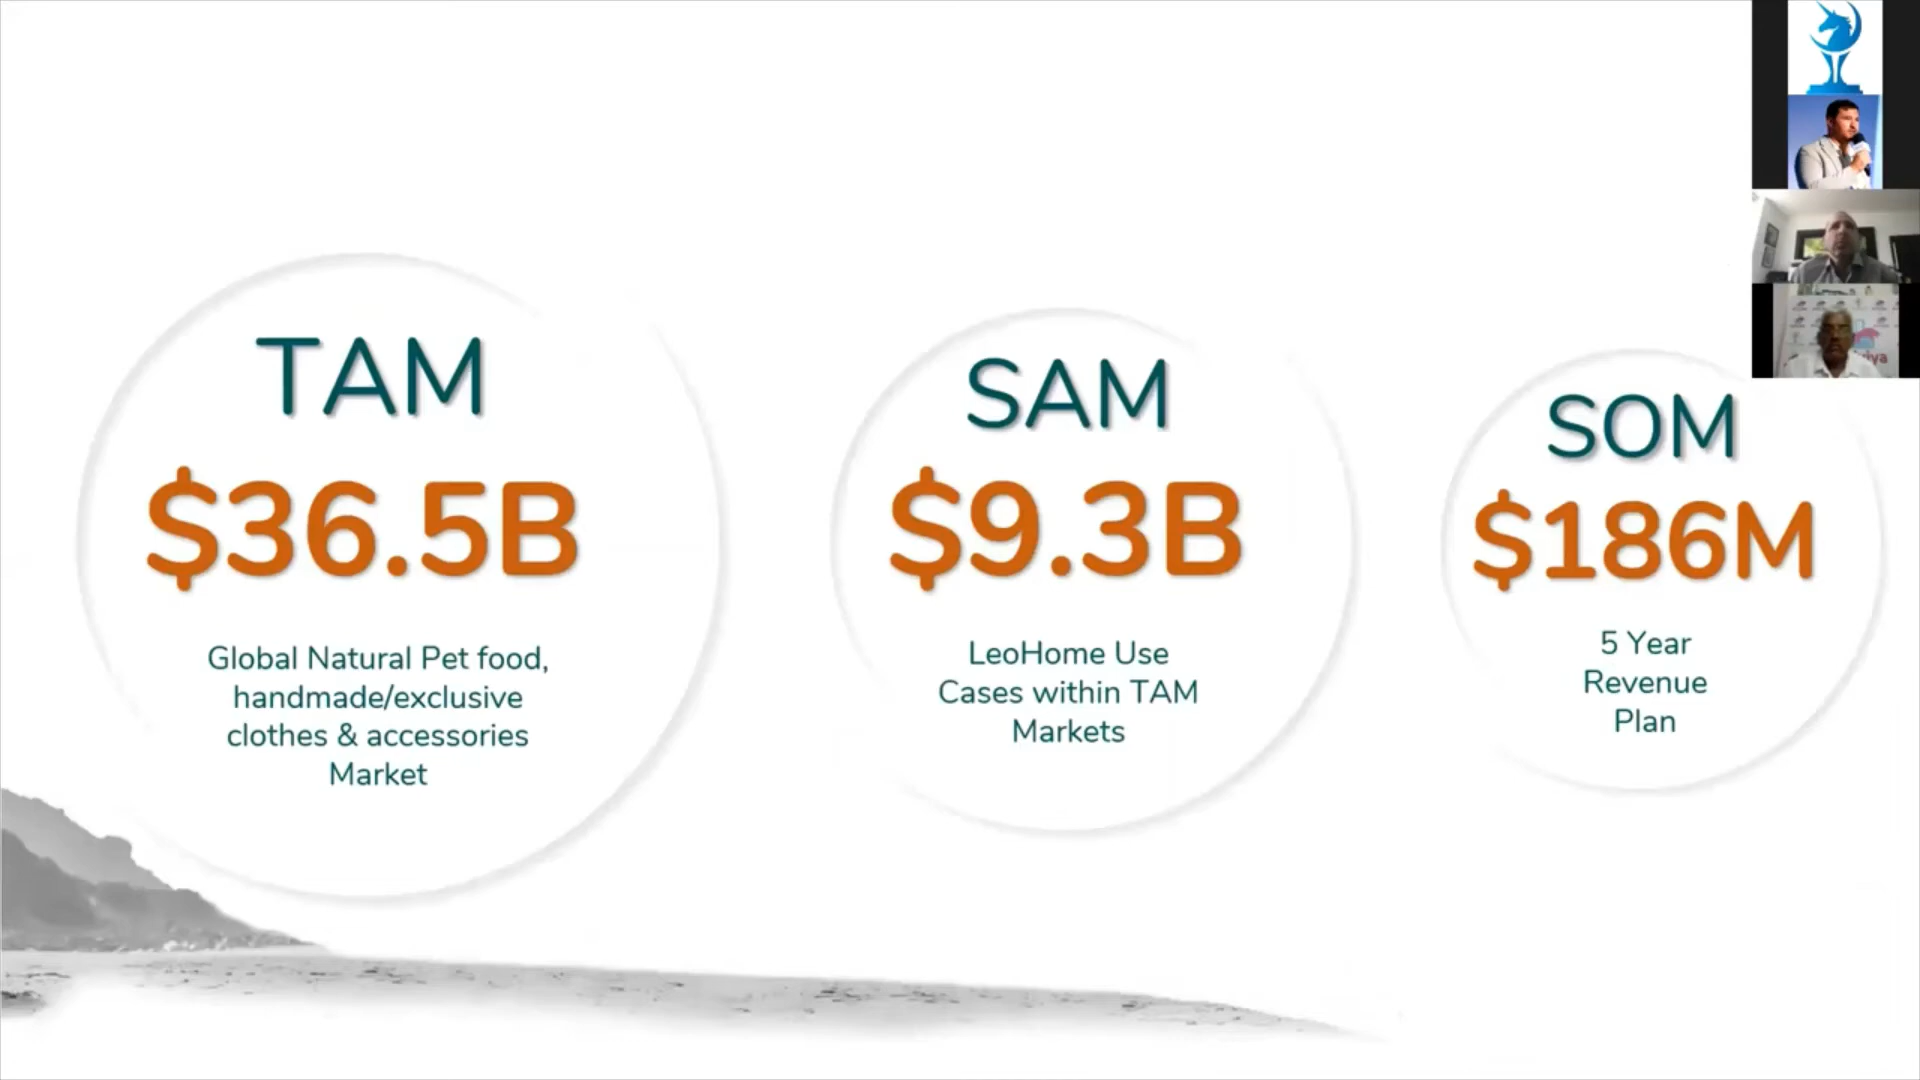 TAM
$36.5B
Global Natural Pet food,
handmade/exclusive
clothes & accessories
Market
SAM
$9.3B
LeoHome Use
Cases within TAM
Markets
SOM
$186M
5 Year
Revenue
Plan